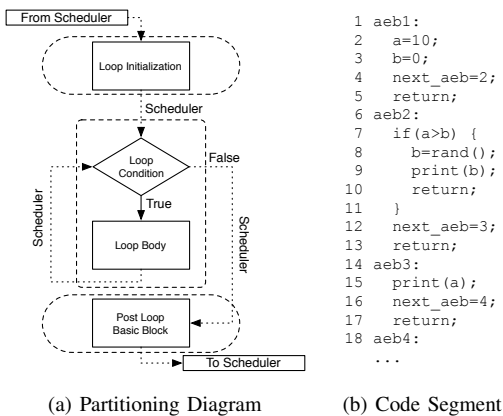 From Scheduler
Loop Initialization
Scheduler
Loop
Condition
False
True
Scheduler
Loop Body
Scheduler
Post Loop
Basic Block
To Scheduler
(a) Partitioning Diagram
1 aeb1:
2 a=10;
3 b=0;
4 next_aeb=2;
5 return;
6 aeb2:
7 if(a>b) {
8 b=rand();
9 print(b);
10 return;
11 }
12 next_aeb=3;
13 return;
14 aeb3:
15 print(a);
16 next_aeb=4;
17 return;
18 aeb4:
...
(b) Code Segment